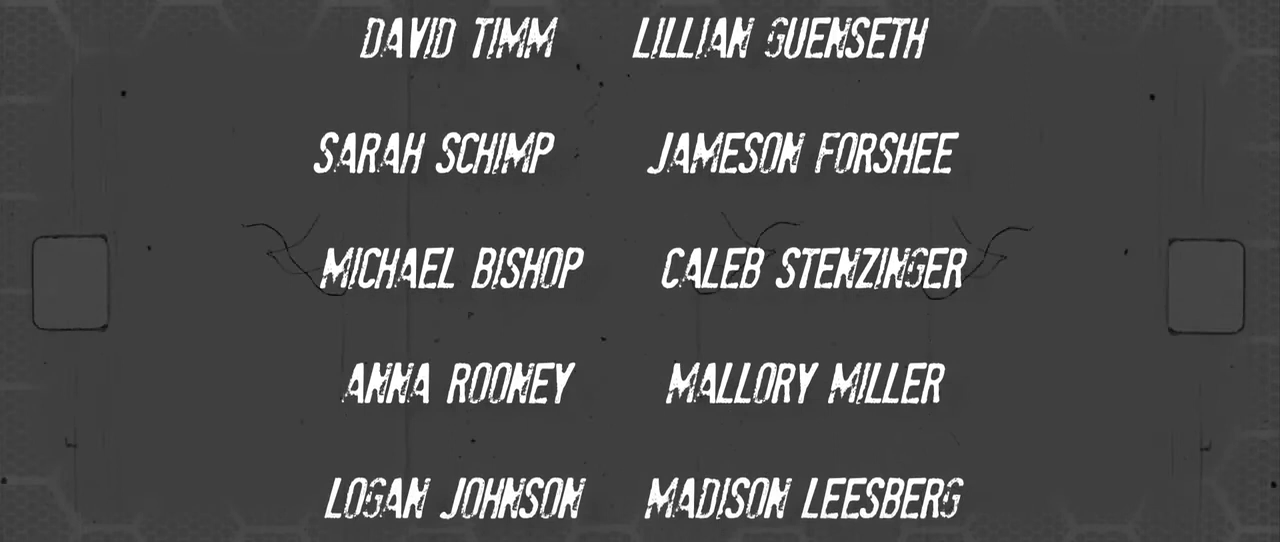 DAVID TIMM LILLIAN GUENSETH
SARAH SCHIMP JAMESON FORSHEE
MICHAEL BISHOP CALEB STENZINGER
ANNA ROONEY MALLORY MILLER
LOGAN JOHNSON MADISON LEESBERG